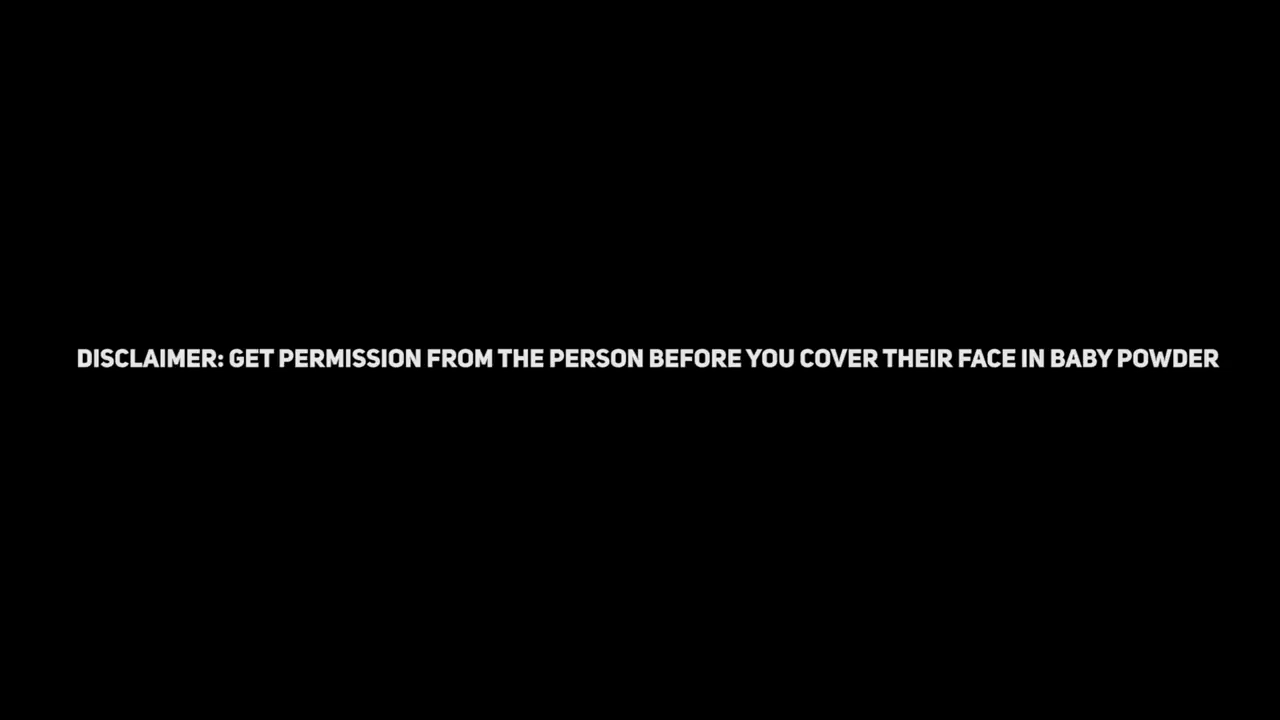 DISCLAIMER: GET PERMISSION FROM THE PERSON BEFORE YOU COVER THEIR FACE IN BABY POWDER